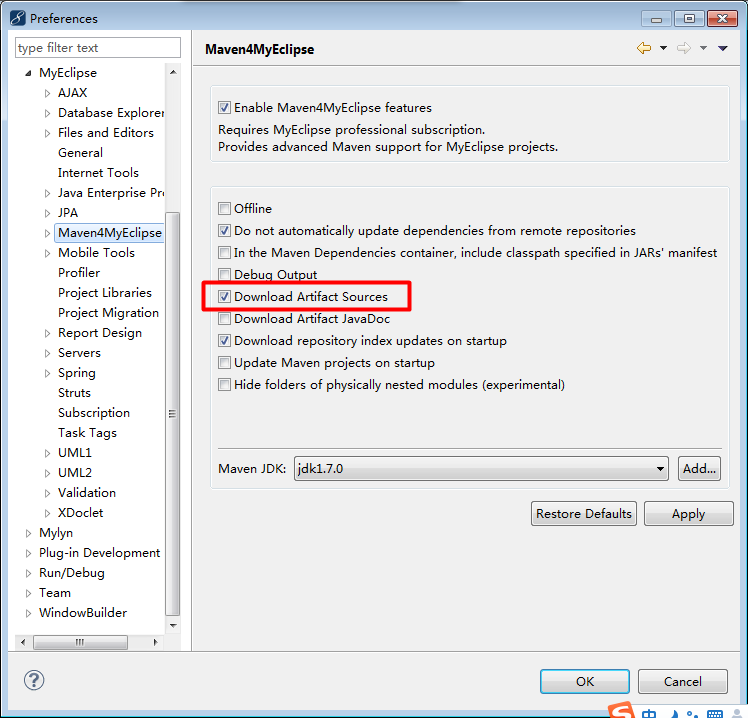 Preferences
type filter text
MyEclipse
AJAX
Database Explorer
Files and Editors
General
Internet Tools
Java Enterprise Pr
JPA
Maven4MyEclipse
Mobile Tools
Profiler
Project Libraries
Project Migration
Report Design
Servers
Spring
Struts
Subscription
Task Tags
UML1
UML2
Validation
XDoclet
Mylyn
Plug-in Development
Run/Debug
Team
WindowBuilder
Maven4MyEclipse
Enable Maven4MyEclipse features
Requires MyEclipse professional subscription.
Provides advanced Maven support for MyEclipse projects.
Offline
Do not automatically update dependencies from remote repositories
In the Maven Dependencies container, include classpath specified in JARs' manifest
Debug Output
Download Artifact Sources
Download Artifact JavaDoc
Download repository index updates on startup
Update Maven projects on startup
Hide folders of physically nested modules (experimental)
Maven JDK: jdk1.7.0 Add...
Restore Defaults Apply
OK Cancel
S 中